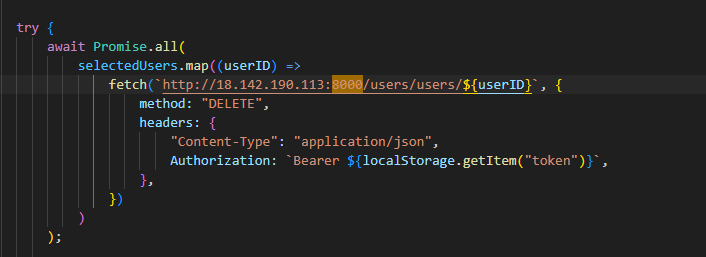 try {
await Promise.all(
selectedUsers.map((userID) =>
fetch(`http://18.142.190.113:8000/users/users/${userID}`, {
method: "DELETE",
headers: {
"Content-Type": "application/json",
Authorization: `Bearer ${localStorage.getItem("token")}`,
},
})
)
);